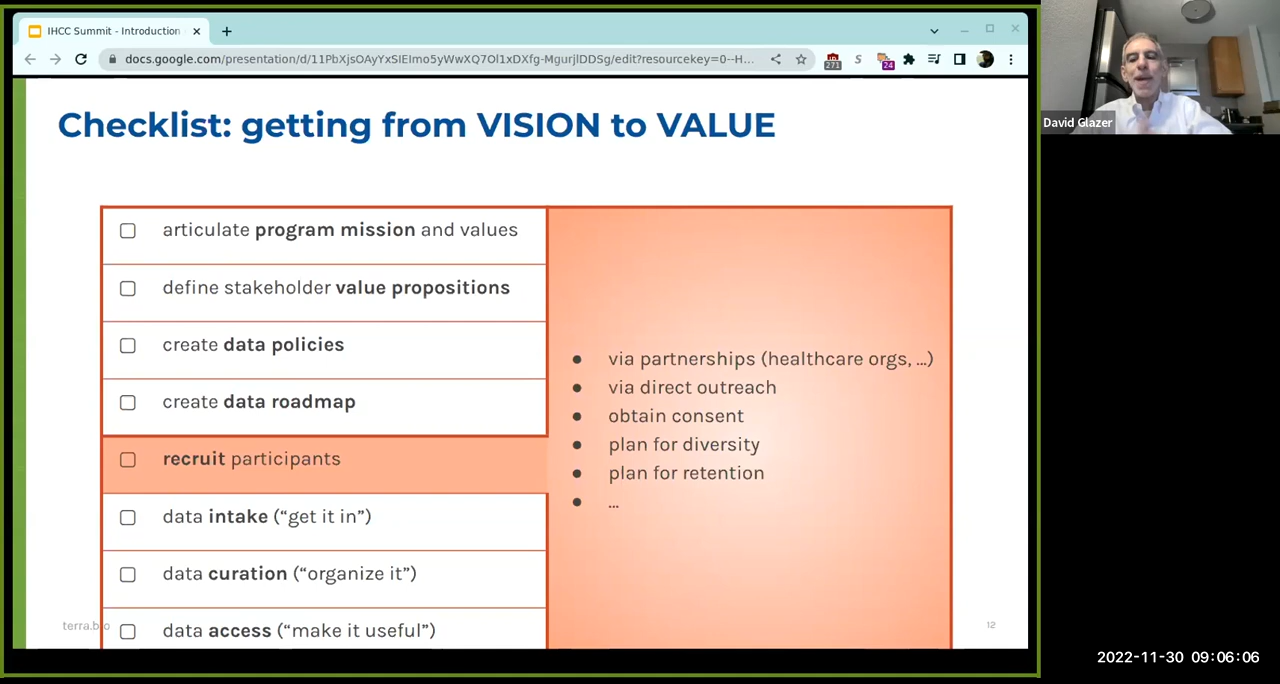 IHCC Summit - Introduction
docs.google.com/presentation/d/11PbXjsOAyYxSIEImo5yWwXQ7Ol1xDXfg-MgurjlDDSg/edit?resourcekey=0--H...
271
S
24
Checklist: getting from VISION to VALUE
articulate program mission and values
define stakeholder value propositions
create data policies
create data roadmap
recruit participants
data intake (“get it in”)
data curation (“organize it”)
data access (“make it useful”)
• via partnerships (healthcare orgs, ...)
• via direct outreach
• obtain consent
• plan for diversity
• plan for retention
• ...
terra.bio
12
David Glazer
2022-11-30 09:06:06